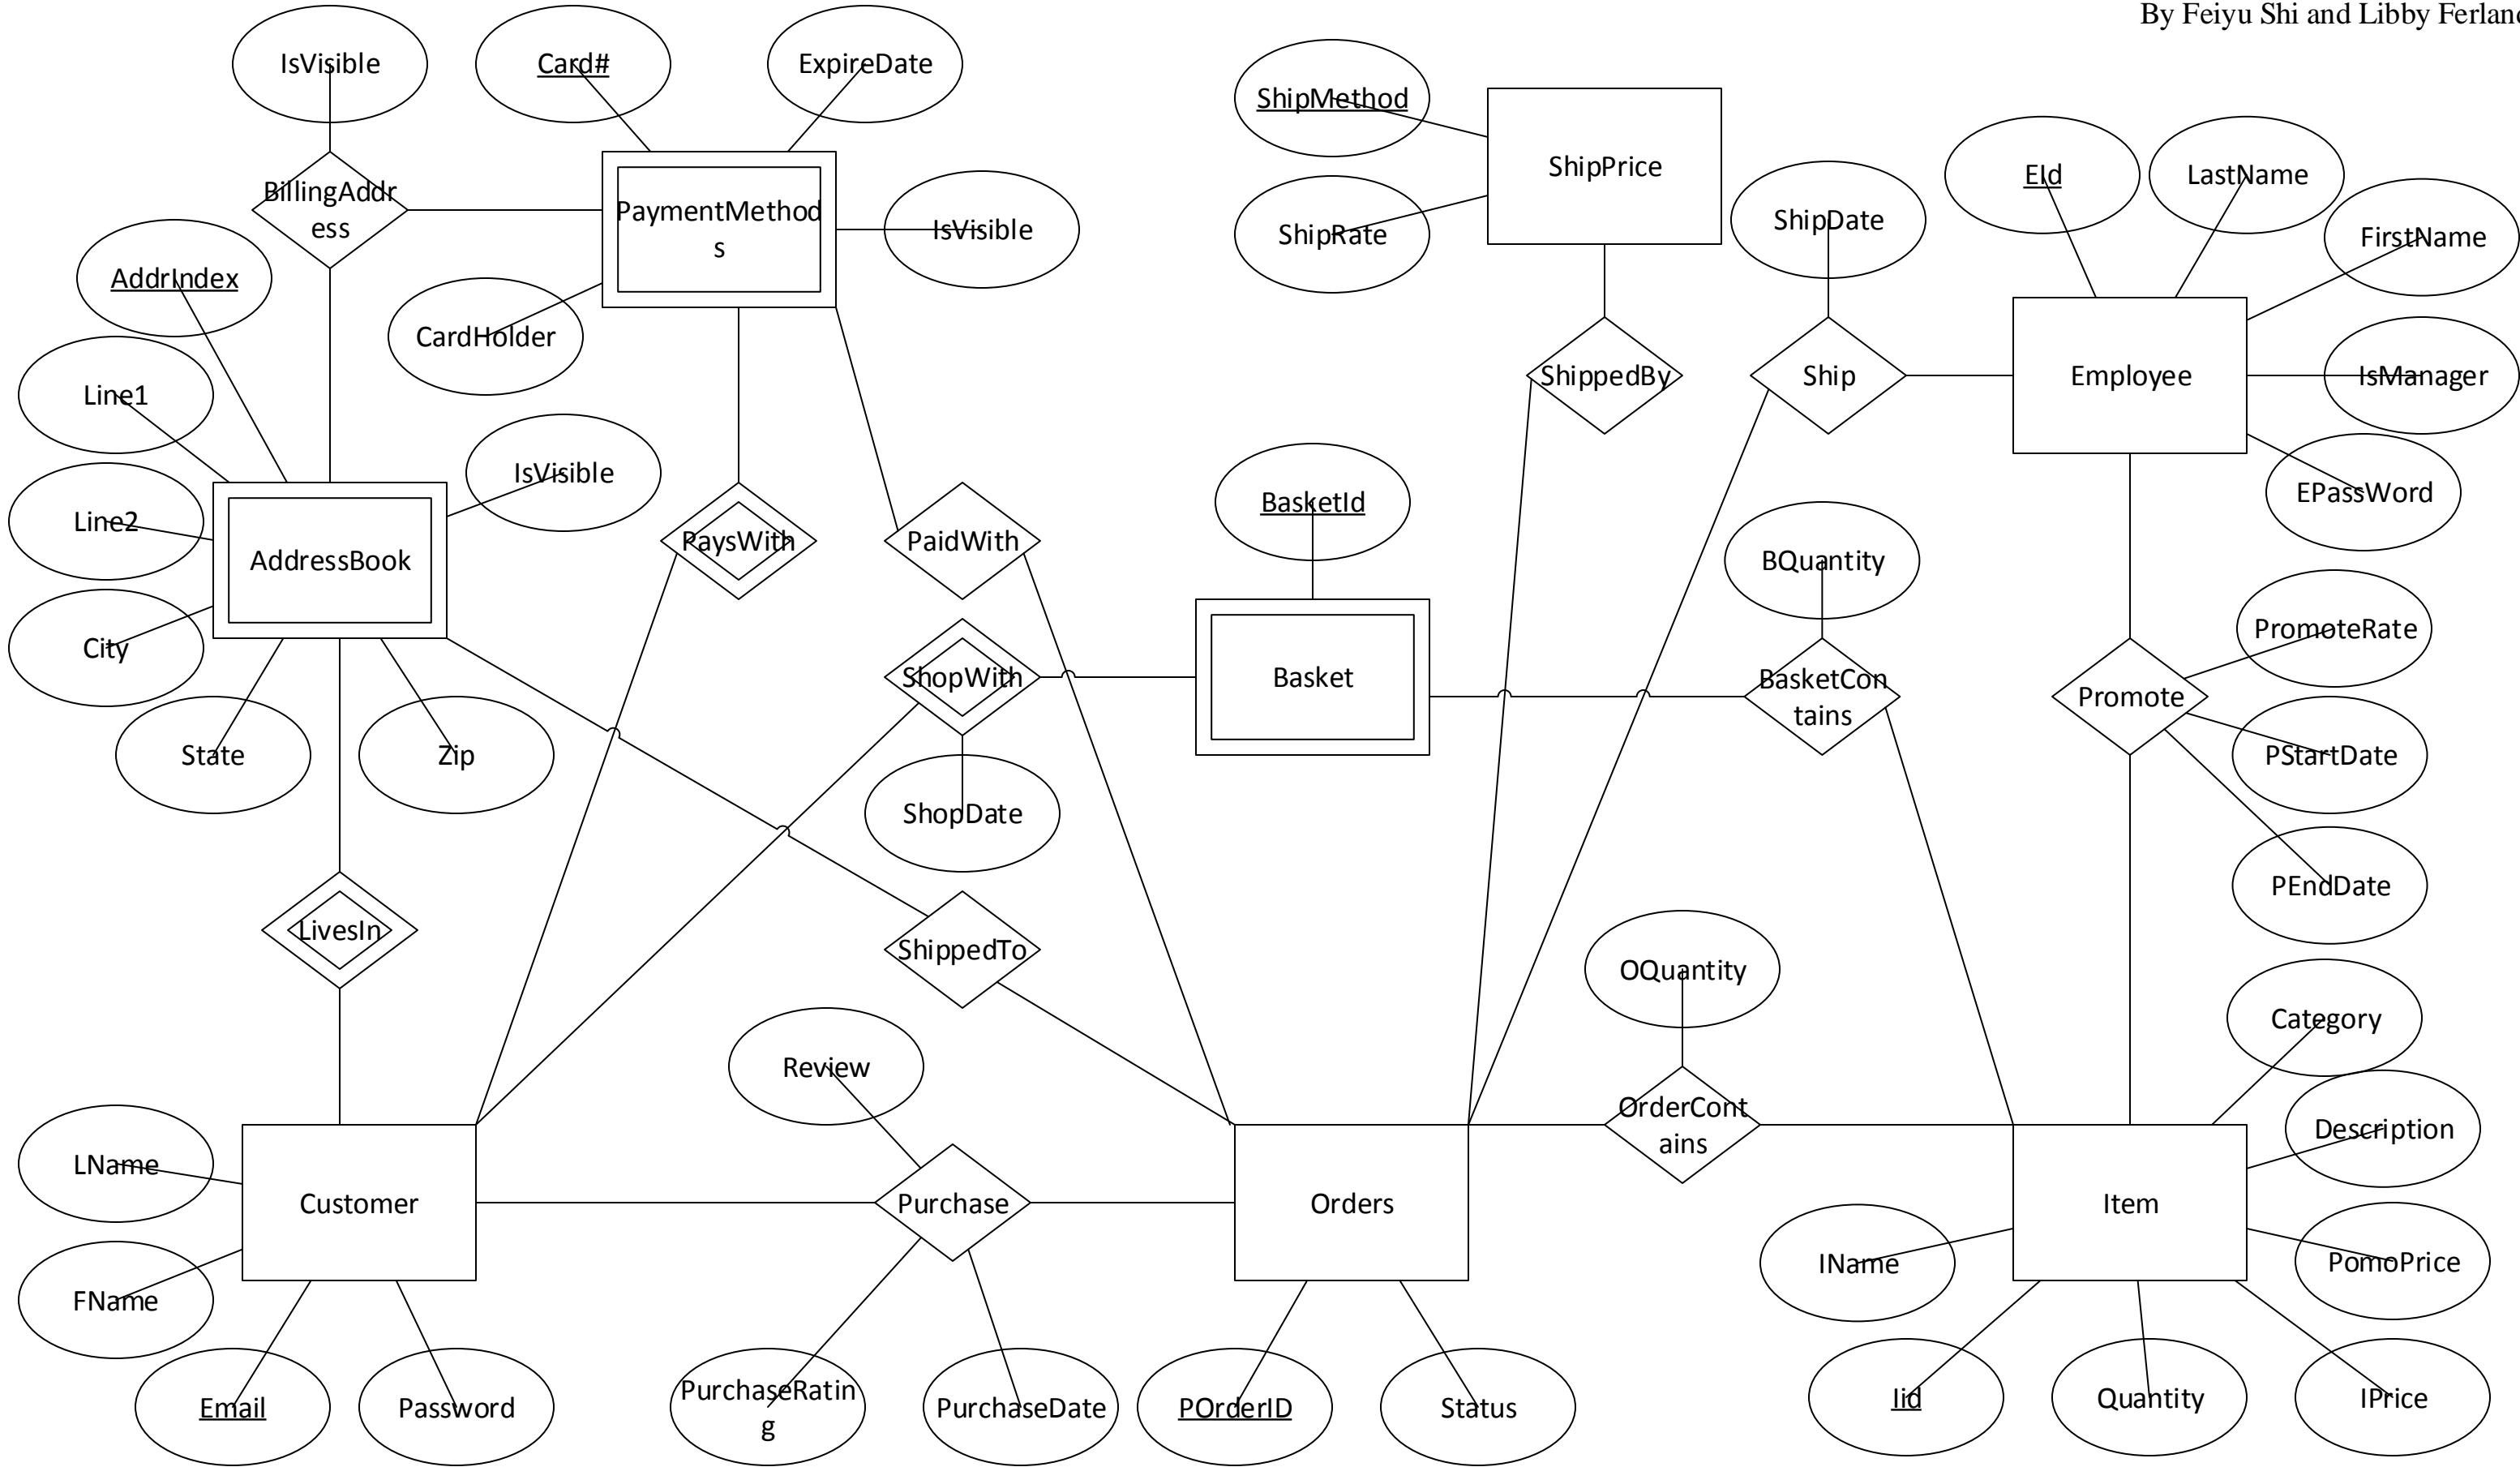 By Feiyu Shi and Libby Ferland
IsVisible
Card#
ExpireDate
ShipMethod
ShipPrice
EId
LastName
BillingAddr
ess
PaymentMethod
s
IsVisible
ShipRate
ShipDate
FirstName
AddrIndex
CardHolder
ShippedBy
Ship
Employee
IsManager
Line1
IsVisible
BasketId
EPassWord
Line2
AddressBook
PaysWith
PaidWith
BQuantity
City
ShopWith
Basket
BasketCon
tains
Promote
PromoteRate
State
Zip
ShopDate
PStartDate
PEndDate
LivesIn
ShippedTo
OQuantity
Category
Review
OrderCont
ains
Description
LName
Customer
Purchase
Orders
Item
IName
PomoPrice
FName
Email
Password
PurchaseRatin
g
PurchaseDate
POrderID
Status
Iid
Quantity
IPrice